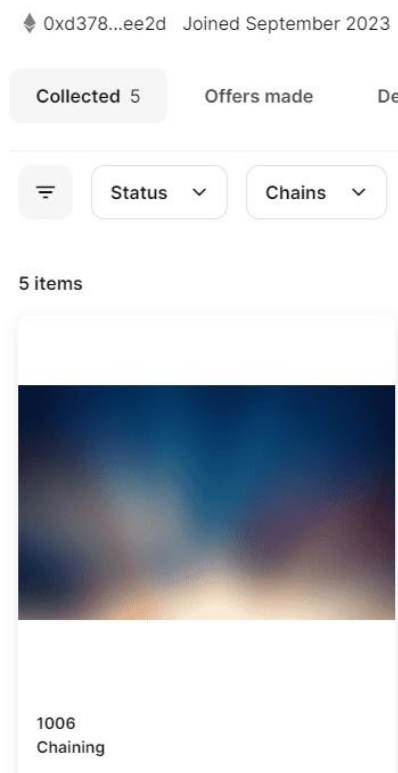 0xd378...ee2d Joined September 2023
Collected 5 Offers made
Status Chains
5 items
1006
Chaining